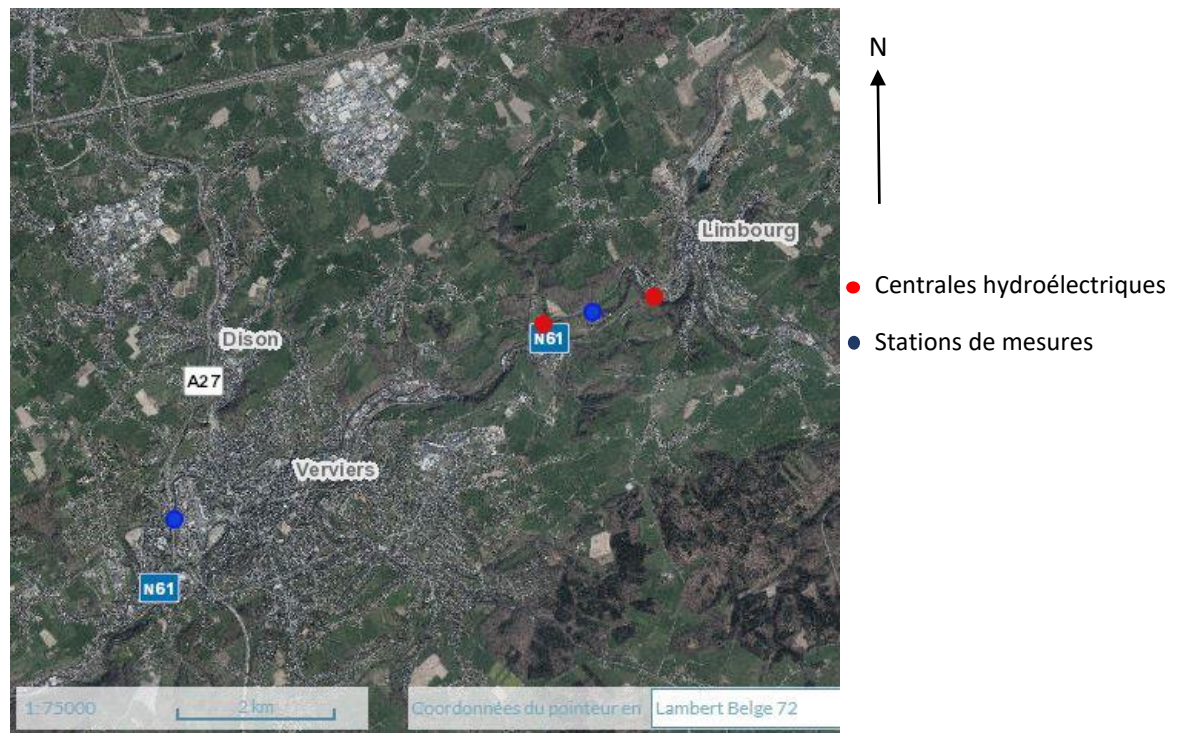 N
Limbourg
Centrales hydroélectriques
N61
Dison
Stations de mesures
A27
Verviers
N61
1:75000
2 km
Coordonnées du pointeur en
Lambert Belge 72